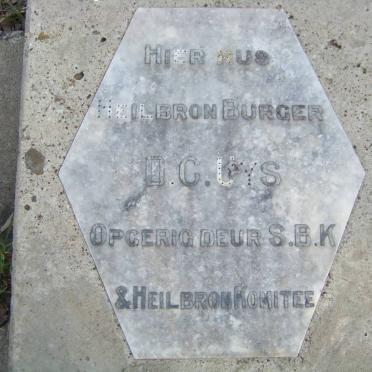 HIER RUS
HEILBRON BURGER
D.C. UYS
OPGERIG DEUR S.B.K
& HEILBRON KOMITEE